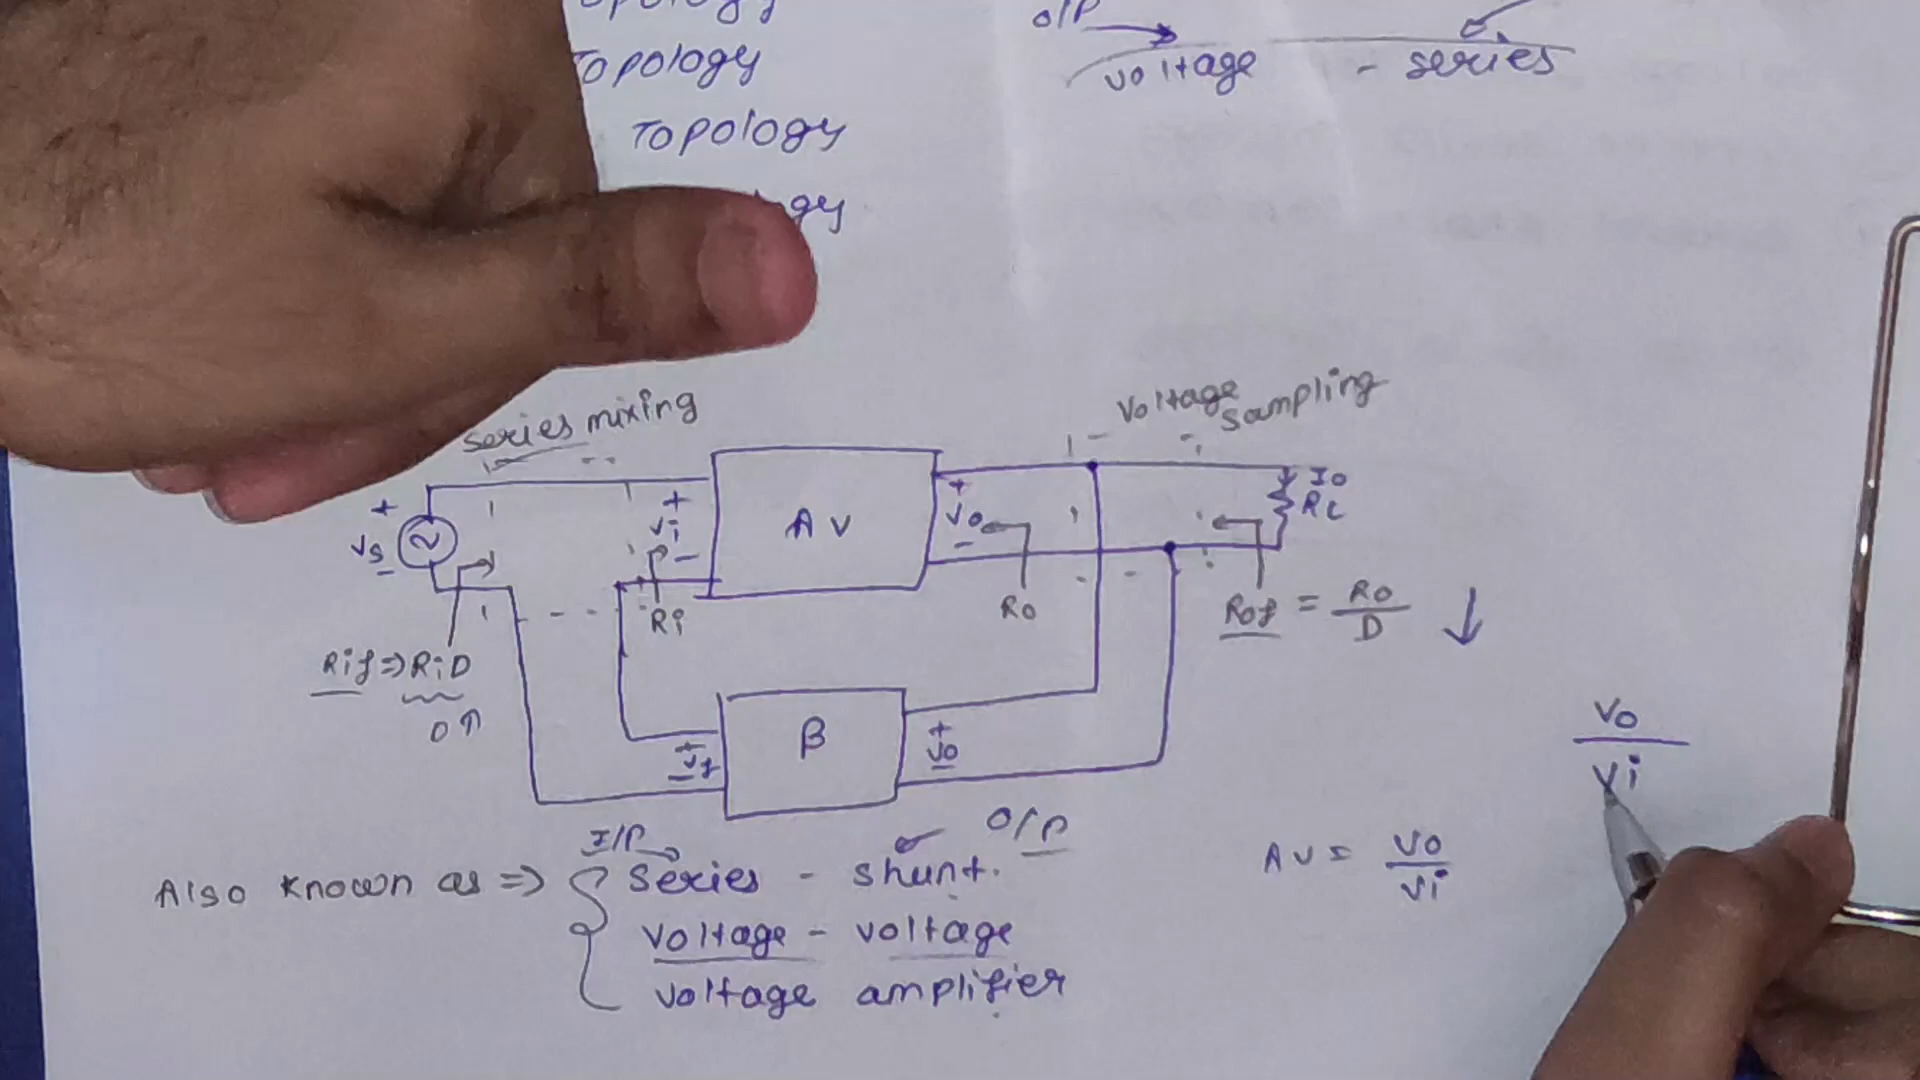 Topology
O/P
Topology
voltage - series
Topology
series mixing
voltage sampling
+
Vs
-
+
Vi
-
Ri
Av
+
Vo
-
Ro
Io
RL
Rof = Ro/D ↓
Rif => RiD
D↑
β
+
Vf
-
+
Vo
-
Vo/Vi
I/P
O/P
Also known as => { Series - shunt.
voltage - voltage
voltage amplifier
Av = Vo/Vi